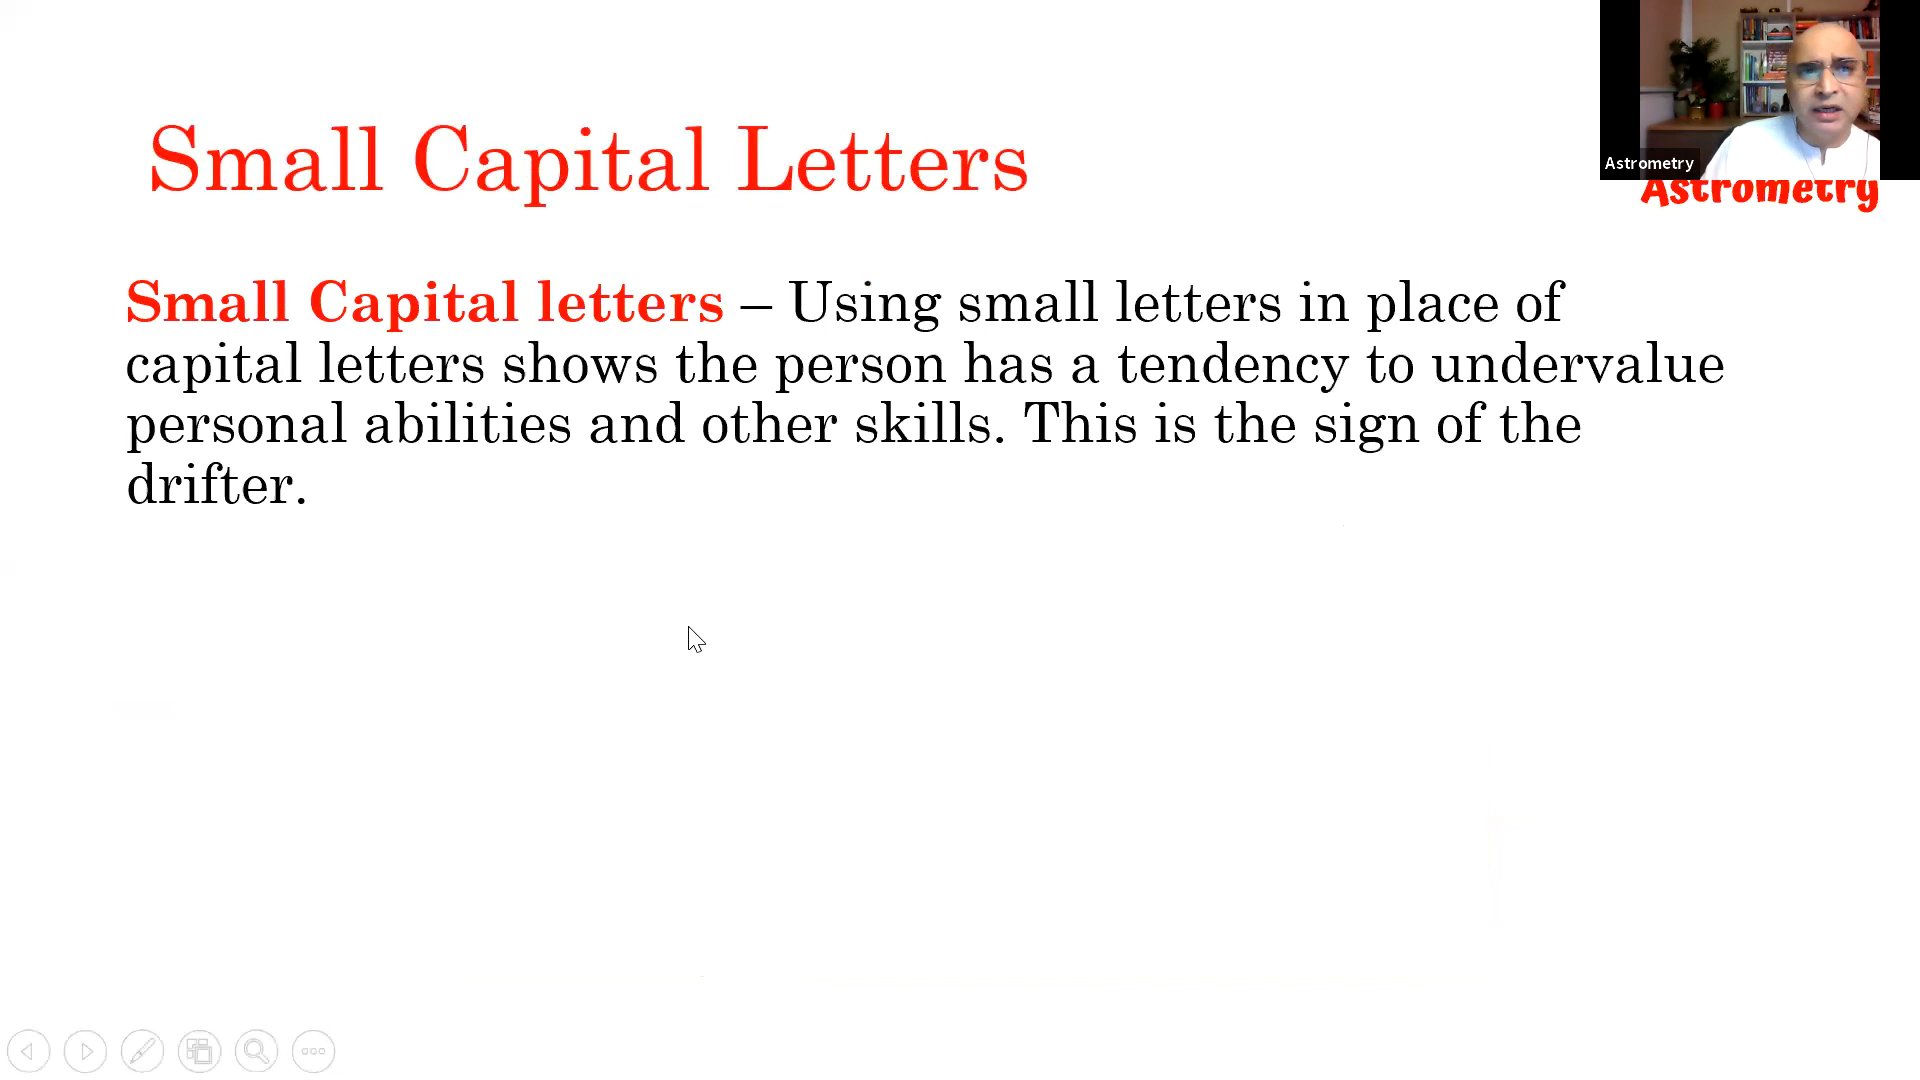 Small Capital Letters
Astrometry
Astrometry
Small Capital letters – Using small letters in place of
capital letters shows the person has a tendency to undervalue
personal abilities and other skills. This is the sign of the
drifter.